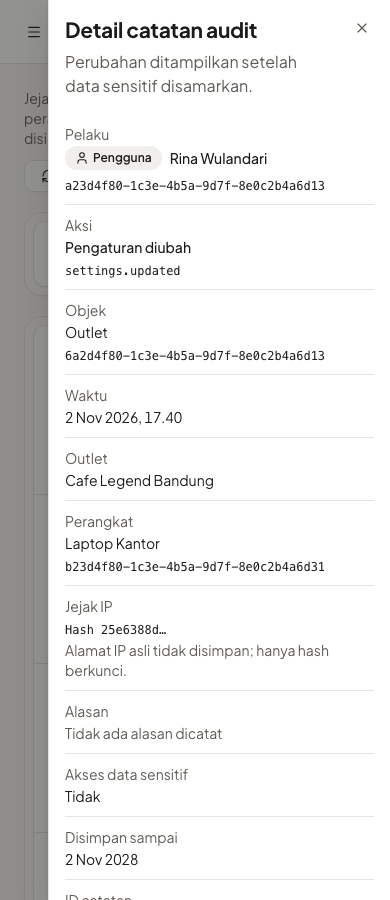 Detail catatan audit
Perubahan ditampilkan setelah
data sensitif disamarkan.
Pelaku
Pengguna Rina Wulandari
a23d4f80-1c3e-4b5a-9d7f-8e0c2b4a6d13
Aksi
Pengaturan diubah
settings.updated
Objek
Outlet
6a2d4f80-1c3e-4b5a-9d7f-8e0c2b4a6d13
Waktu
2 Nov 2026, 17.40
Outlet
Cafe Legend Bandung
Perangkat
Laptop Kantor
b23d4f80-1c3e-4b5a-9d7f-8e0c2b4a6d31
Jejak IP
Hash 25e6388d…
Alamat IP asli tidak disimpan; hanya hash
berkunci.
Alasan
Tidak ada alasan dicatat
Akses data sensitif
Tidak
Disimpan sampai
2 Nov 2028
ID catatan